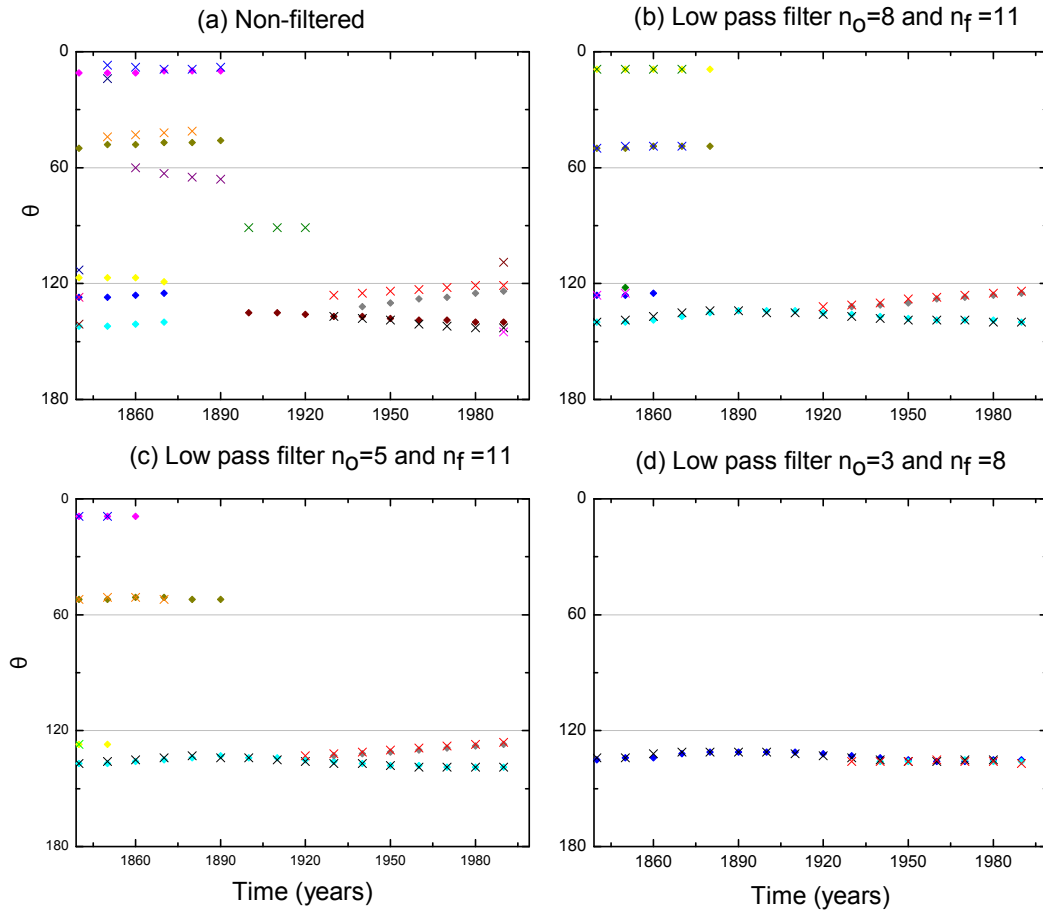 (a) Non-filtered
(b) Low pass filter no=8 and nf =11
0
60
120
180
θ
1860 1890 1920 1950 1980
0
60
120
180
1860 1890 1920 1950 1980
(c) Low pass filter no=5 and nf =11
(d) Low pass filter no=3 and nf =8
0
60
120
180
θ
1860 1890 1920 1950 1980
Time (years)
0
60
120
180
1860 1890 1920 1950 1980
Time (years)